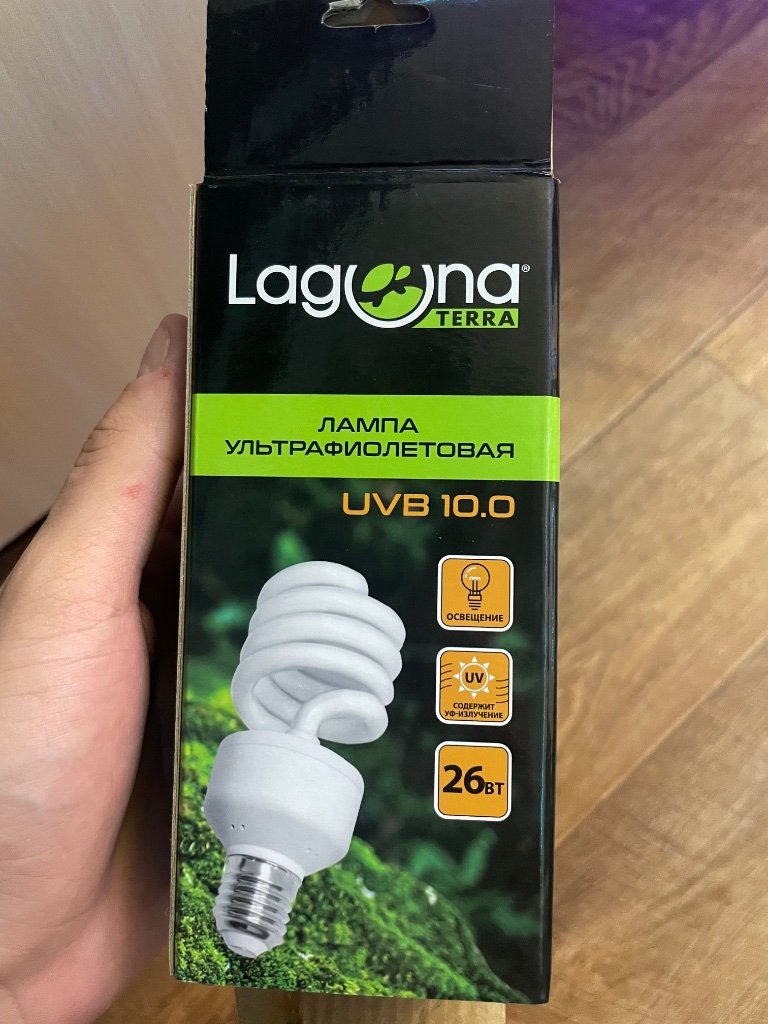 Laguna®
TERRA
ЛАМПА
УЛЬТРАФИОЛЕТОВАЯ
UVB 10.0
ОСВЕЩЕНИЕ
UV
СОДЕРЖИТ
УФ-ИЗЛУЧЕНИЕ
26ВТ